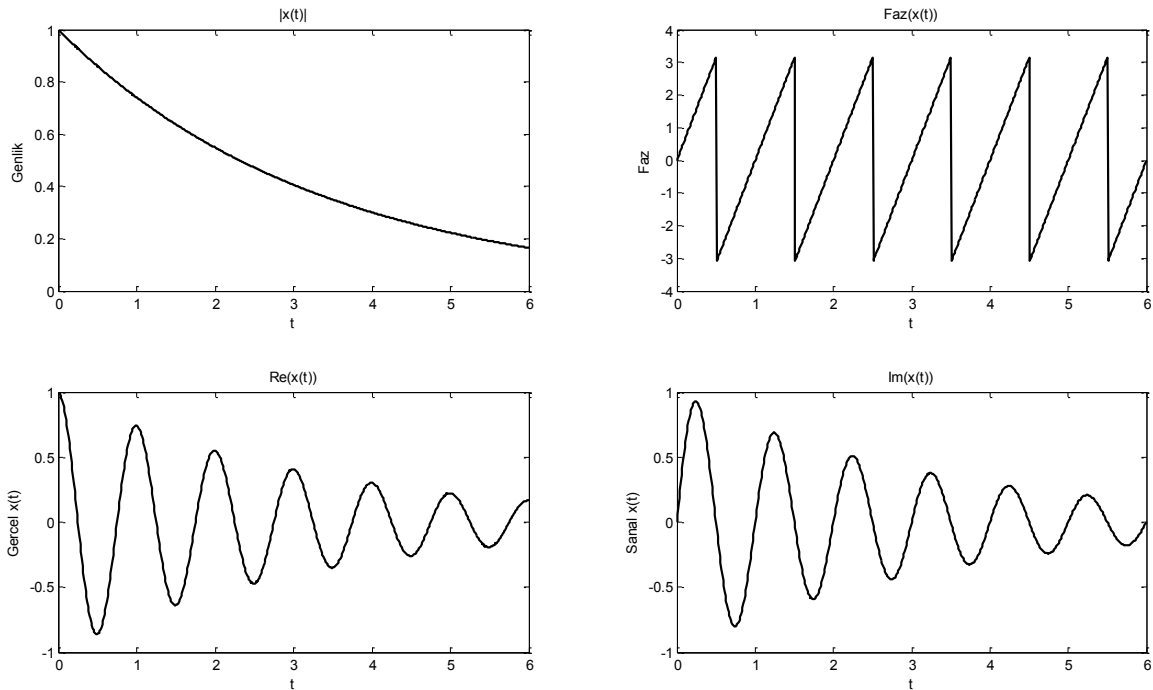 |x(t)|
1
0.8
0.6
0.4
0.2
0
Genlik
0 1 2 3 4 5 6
t
Faz(x(t))
4
3
2
1
0
-1
-2
-3
-4
Faz
0 1 2 3 4 5 6
t
Re(x(t))
1
0.5
0
-0.5
-1
Gercel x(t)
0 1 2 3 4 5 6
t
Im(x(t))
1
0.5
0
-0.5
-1
Sanal x(t)
0 1 2 3 4 5 6
t